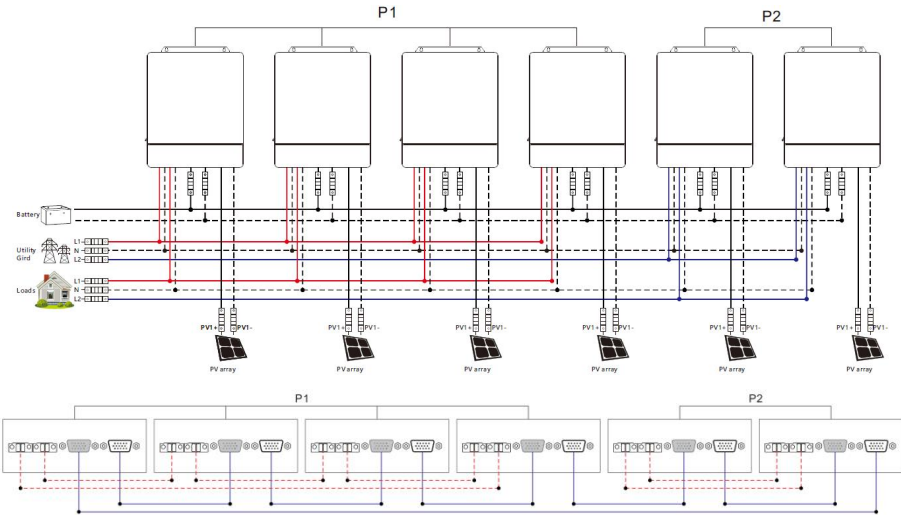 P1
P2
Battery
Utility
Gird
L1
N
L2
Loads
L1
N
L2
PV1+ PV1-
PV1+ PV1-
PV1+ PV1-
PV1+ PV1-
PV1+ PV1-
PV1+ PV1-
PV array
PV array
PV array
PV array
PV array
PV array
P1
P2